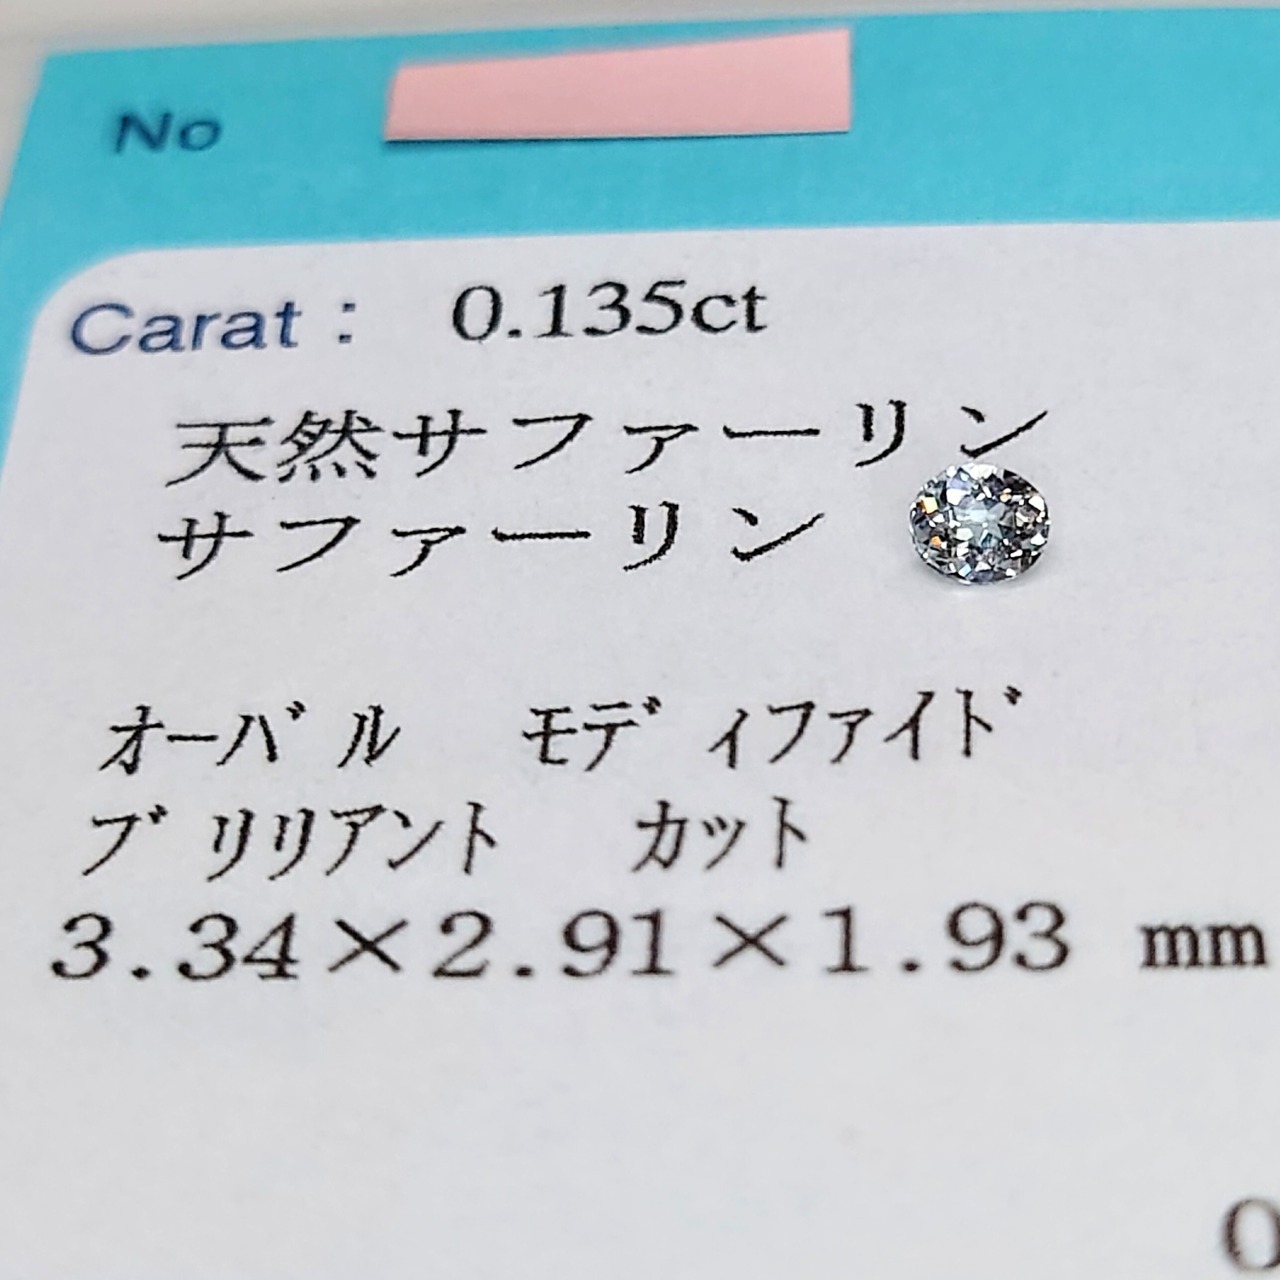 No
Carat : 0.135ct
天然サファーリン
サファーリン
オーバル モディファイド
ブリリアント カット
3.34×2.91×1.93 mm
0